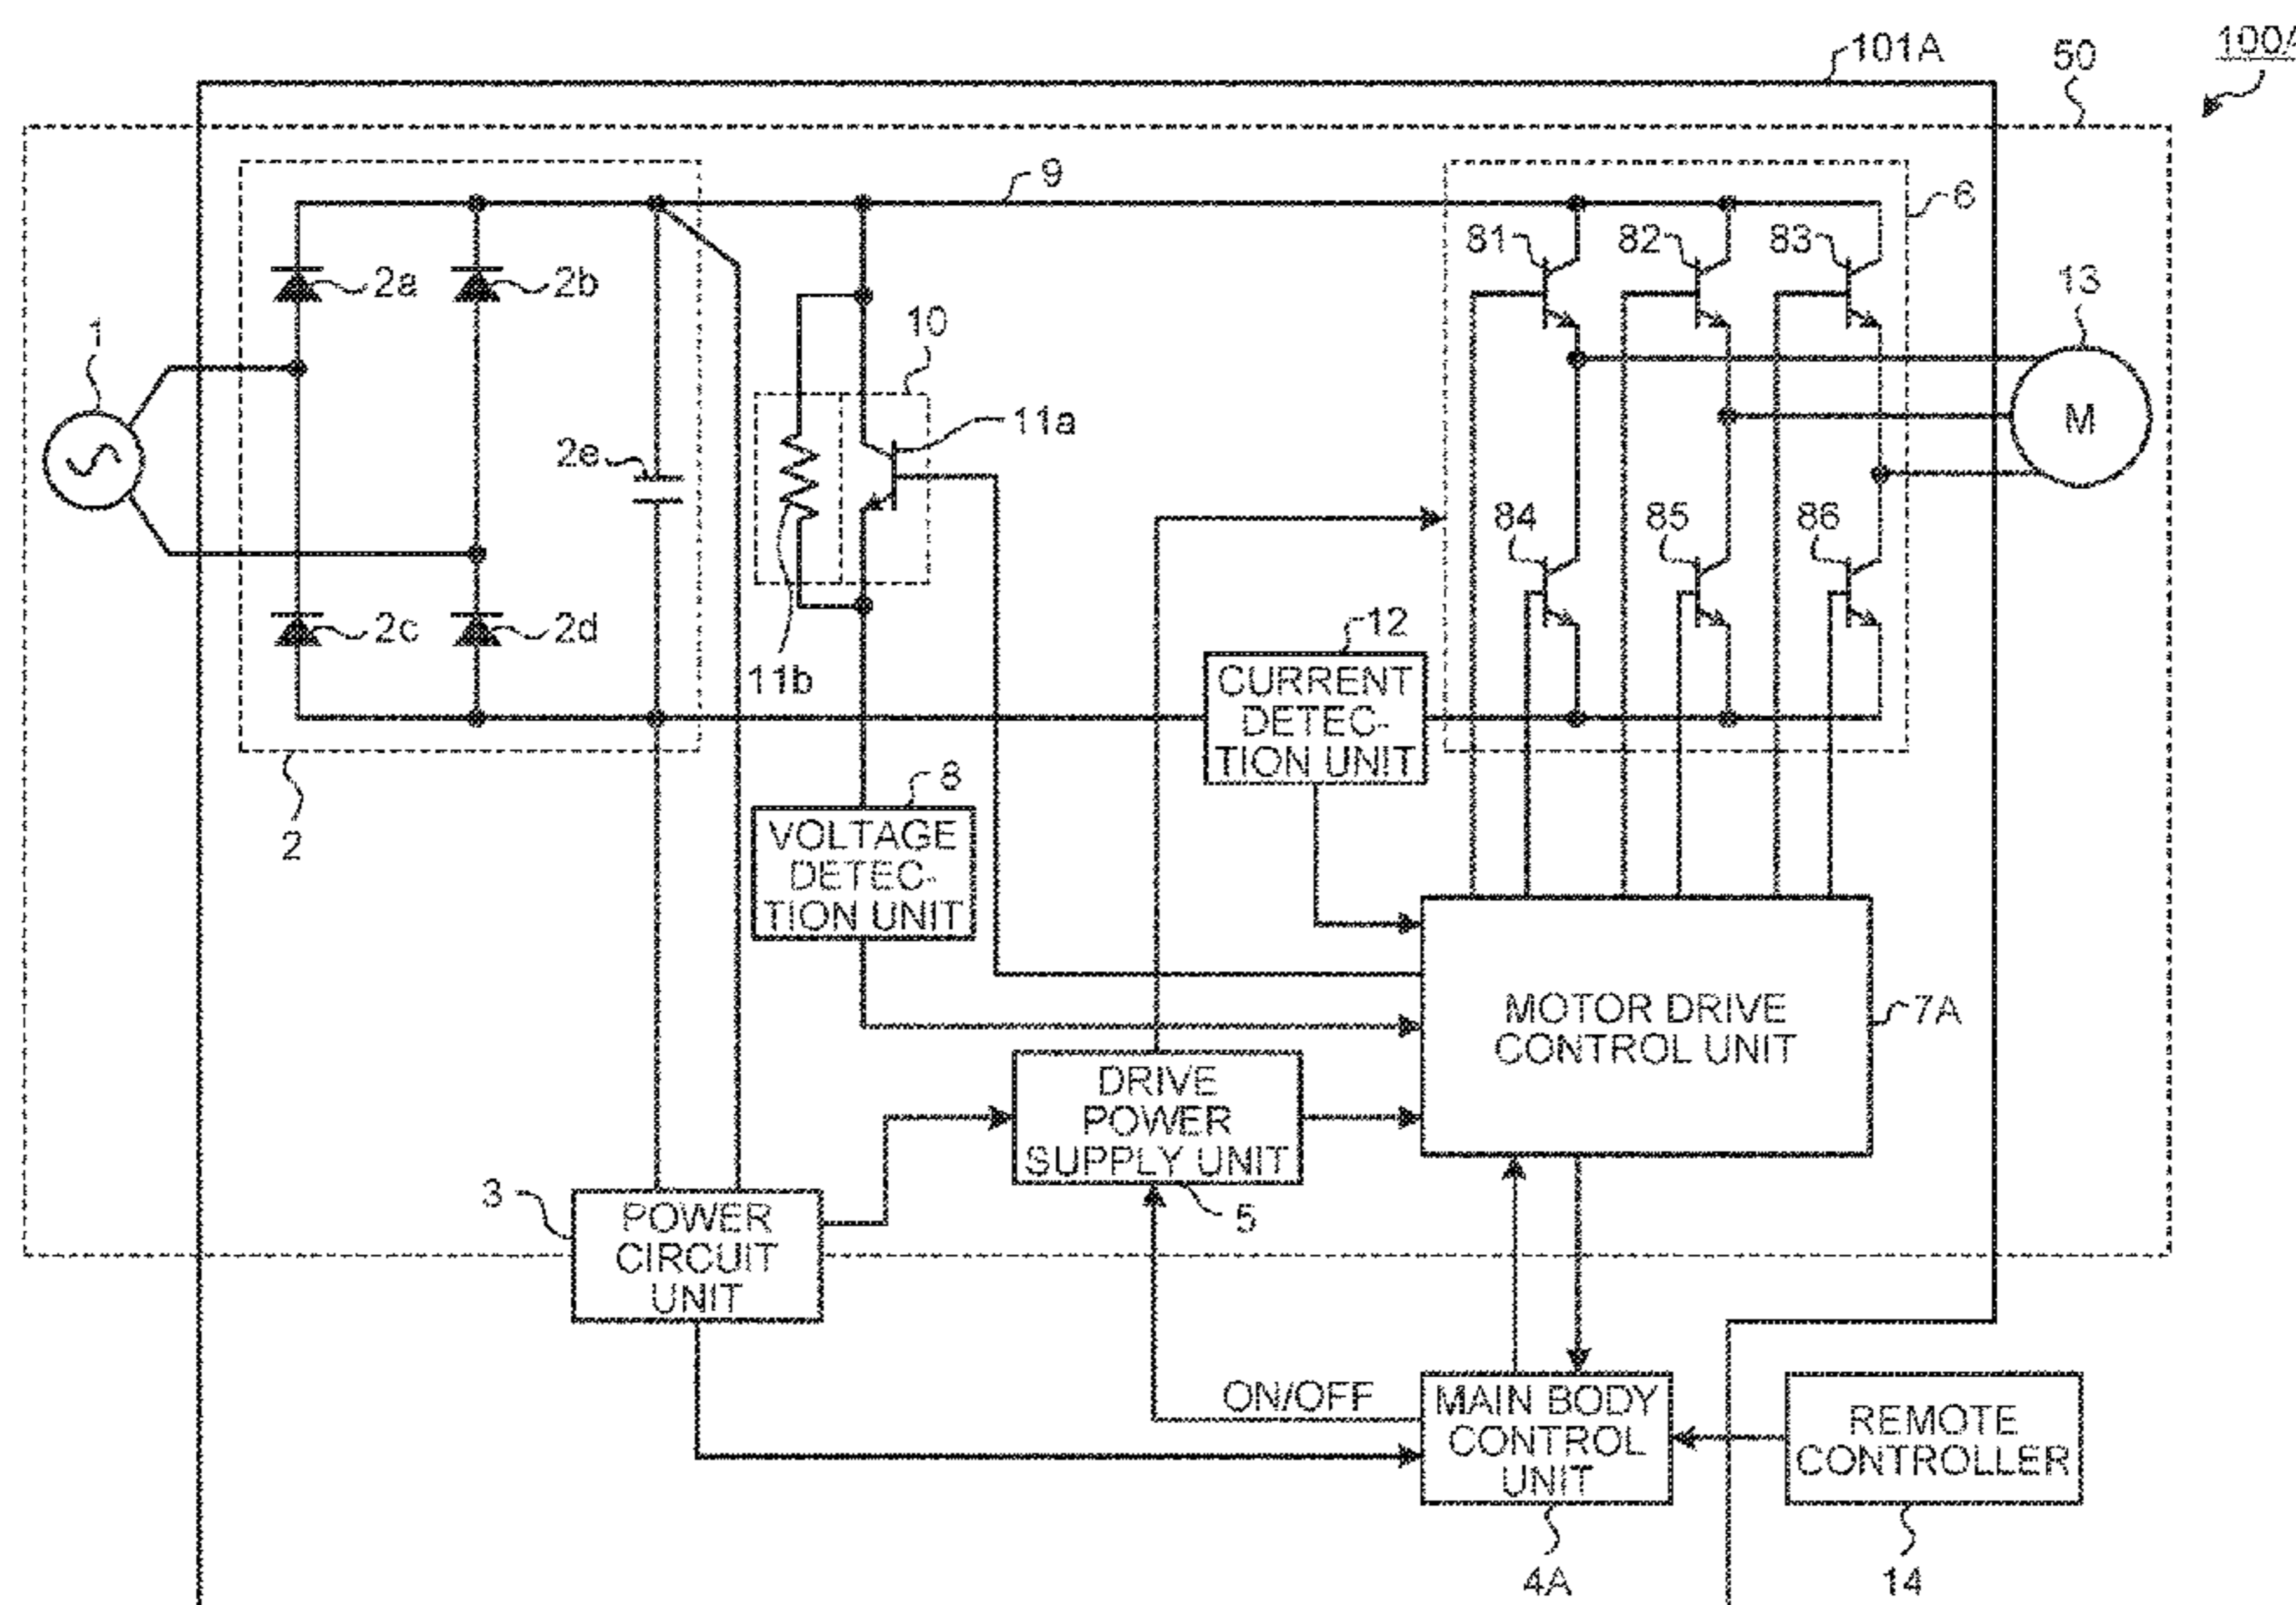 101A
50
100A
9
6
81
82
83
2a
2b
13
1
10
11a
M
2e
84
85
86
2c
2d
12
11b
CURRENT
DETEC-
TION UNIT
2
8
VOLTAGE
DETEC-
TION UNIT
MOTOR DRIVE
CONTROL UNIT
7A
DRIVE
POWER
SUPPLY UNIT
3
5
POWER
CIRCUIT
UNIT
ON/OFF
MAIN BODY
CONTROL
UNIT
REMOTE
CONTROLLER
4A
14